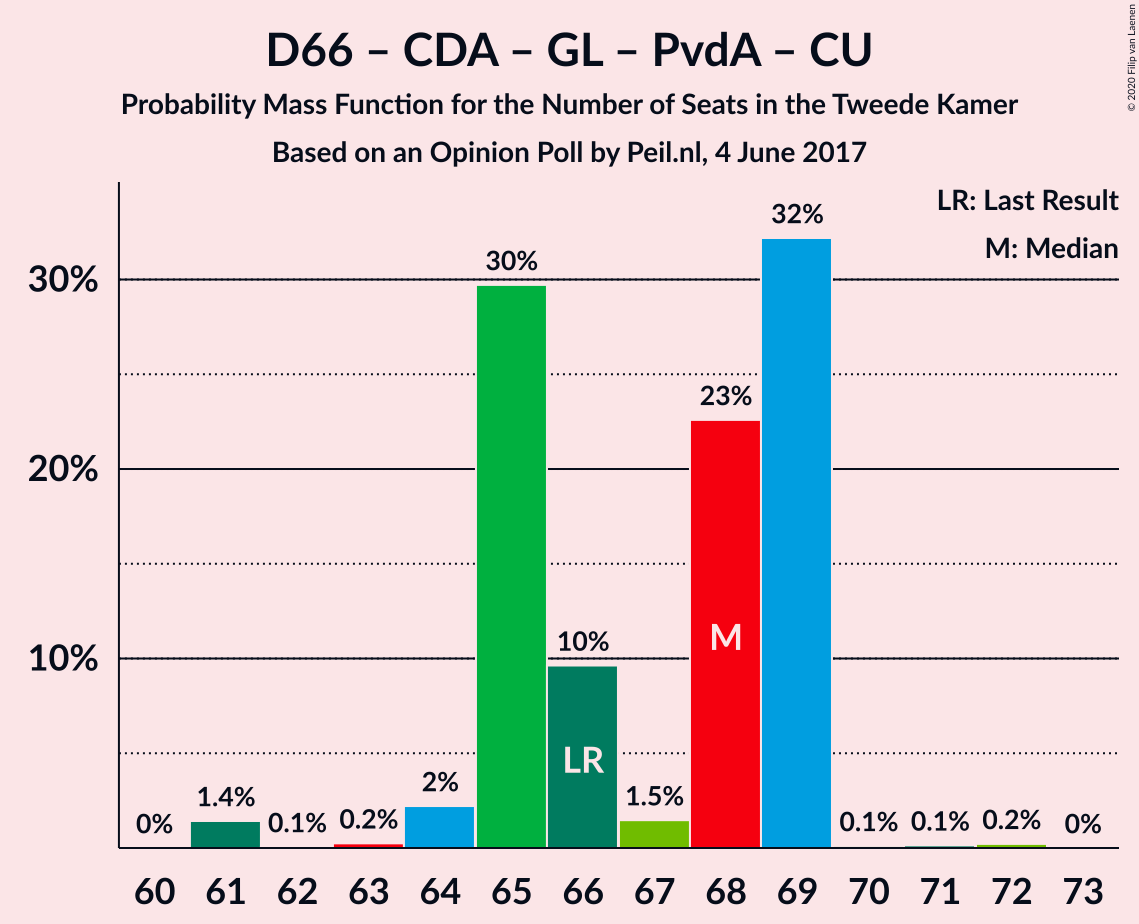 D66 – CDA – GL – PvdA – CU
Probability Mass Function for the Number of Seats in the Tweede Kamer
Based on an Opinion Poll by Peil.nl, 4 June 2017
© 2020 Filip van Laenen
LR: Last Result
M: Median
30%
20%
10%
0%
1.4%
0.1%
0.2%
2%
30%
10%
1.5%
23%
32%
0.1%
0.1%
0.2%
0%
LR
M
60 61 62 63 64 65 66 67 68 69 70 71 72 73